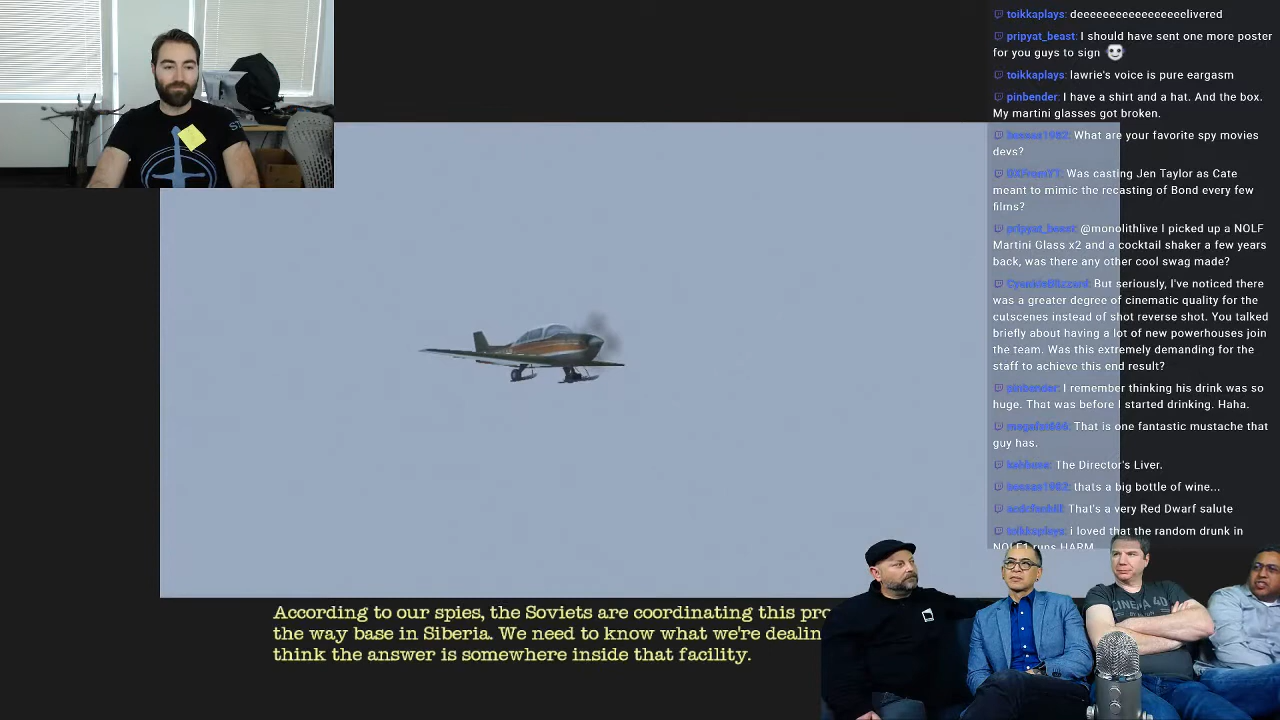 toikkaplays: deeeeeeeeeeeeeeeelivered
pripyat_beast: I should have sent one more poster
for you guys to sign
toikkaplays: lawrie's voice is pure eargasm
pinbender: I have a shirt and a hat. And the box.
My martini glasses got broken.
What are your favorite spy movies
devs?
Was casting Jen Taylor as Cate
meant to mimic the recasting of Bond every few
films?
pripyat_beast: @monolithlive I picked up a NOLF
Martini Glass x2 and a cocktail shaker a few years
back, was there any other cool swag made?
But seriously, I've noticed there
was a greater degree of cinematic quality for the
cutscenes instead of shot reverse shot. You talked
briefly about having a lot of new powerhouses join
the team. Was this extremely demanding for the
staff to achieve this end result?
pinbender: I remember thinking his drink was so
huge. That was before I started drinking. Haha.
That is one fantastic mustache that
guy has.
The Director's Liver.
thats a big bottle of wine...
That's a very Red Dwarf salute
toikkaplays: i loved that the random drunk in
NOLF1 runs HARM
According to our spies, the Soviets are coordinating this
the way base in Siberia. We need to know what we're
think the answer is somewhere inside that facility.
CINEMA 4D